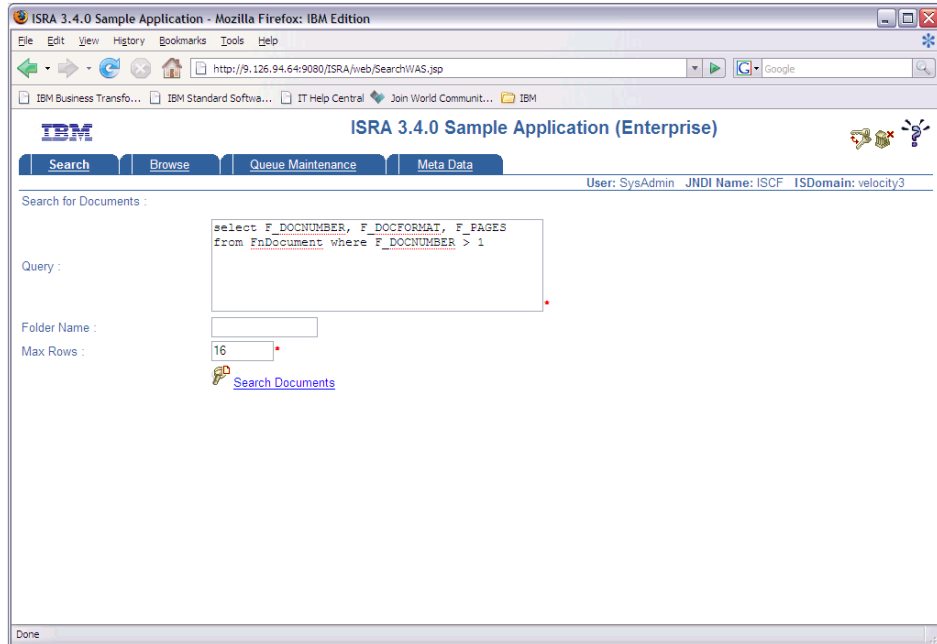 ISRA 3.4.0 Sample Application - Mozilla Firefox: IBM Edition
File Edit View History Bookmarks Tools Help
http://9.126.94.64:9080/ISRA/web/SearchWAS.jsp
G Google
IBM Business Transfo... IBM Standard Softwa... IT Help Central Join World Communit... IBM
IBM
ISRA 3.4.0 Sample Application (Enterprise)
Search Browse Queue Maintenance Meta Data
User: SysAdmin JNDI Name: ISCF ISDomain: velocity3
Search for Documents :
select F_DOCNUMBER, F_DOCFORMAT, F_PAGES
from FnDocument where F_DOCNUMBER > 1
Query :
*
Folder Name :
Max Rows : 16 *
Search Documents
Done